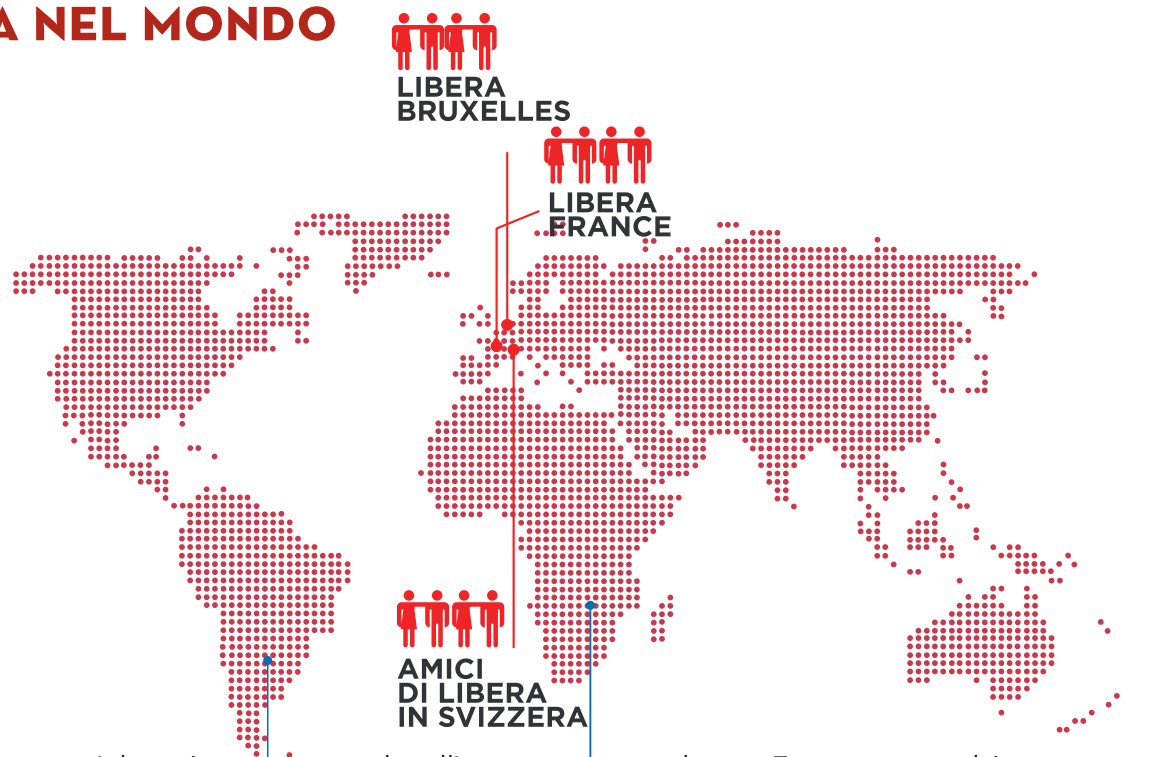 A NEL MONDO
LIBERA
BRUXELLES
LIBERA
FRANCE
AMICI
DI LIBERA
IN SVIZZERA